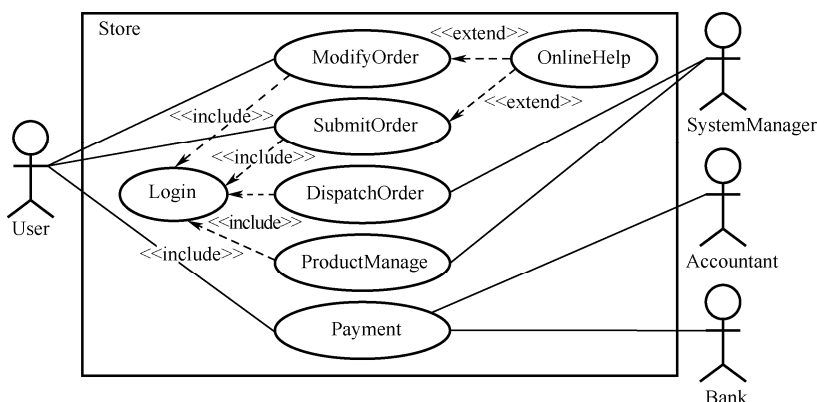 Store
<<extend>>
ModifyOrder
OnlineHelp
<<include>>
<<extend>>
SubmitOrder
SystemManager
<<include>>
Login
DispatchOrder
User
<<include>>
<<include>>
ProductManage
Accountant
Payment
Bank